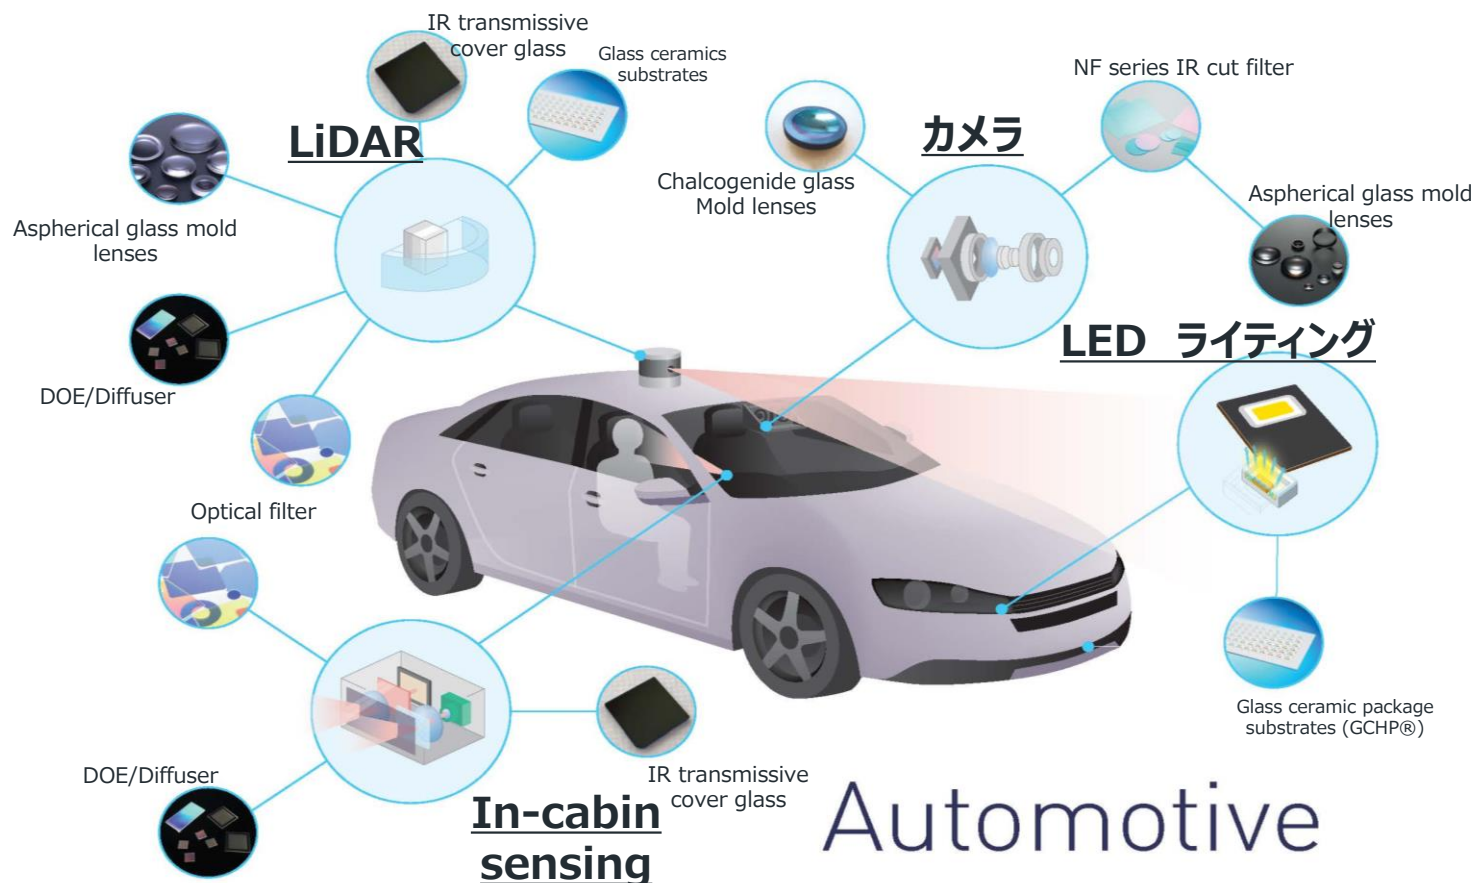 IR transmissive
cover glass
Glass ceramics
substrates
LiDAR
Aspherical glass mold
lenses
DOE/Diffuser
Optical filter
カメラ
NF series IR cut filter
Chalcogenide glass
Mold lenses
Aspherical glass mold
lenses
LED　ライティング
Glass ceramic package
substrates (GCHP®)
DOE/Diffuser
IR transmissive
cover glass
In-cabin
sensing
Automotive